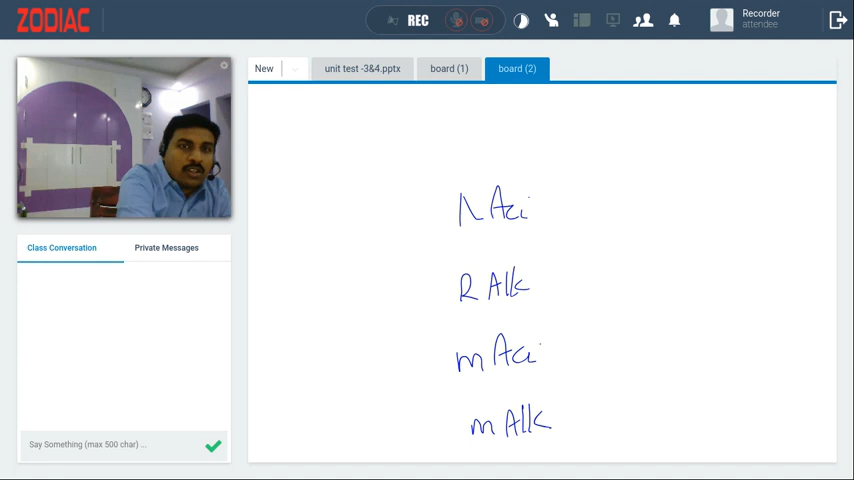 ZODIAC
REC
Recorder
attendee
New
unit test -3&4.pptx
board (1)
board (2)
R Aci
R Alk
m Aci
m Alk
Class Conversation
Private Messages
Say Something (max 500 char) ...